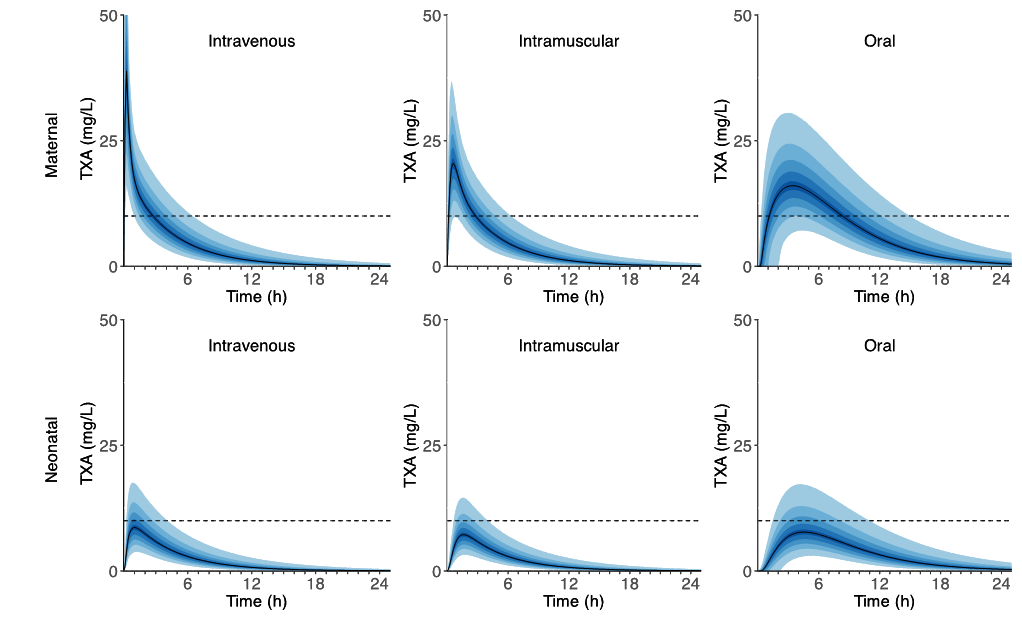 Maternal
TXA (mg/L)
50
25
0
Intravenous
6 12 18 24
Time (h)
TXA (mg/L)
50
25
0
Intramuscular
6 12 18 24
Time (h)
TXA (mg/L)
50
25
0
Oral
6 12 18 24
Time (h)
Neonatal
TXA (mg/L)
50
25
0
Intravenous
6 12 18 24
Time (h)
TXA (mg/L)
50
25
0
Intramuscular
6 12 18 24
Time (h)
TXA (mg/L)
50
25
0
Oral
6 12 18 24
Time (h)